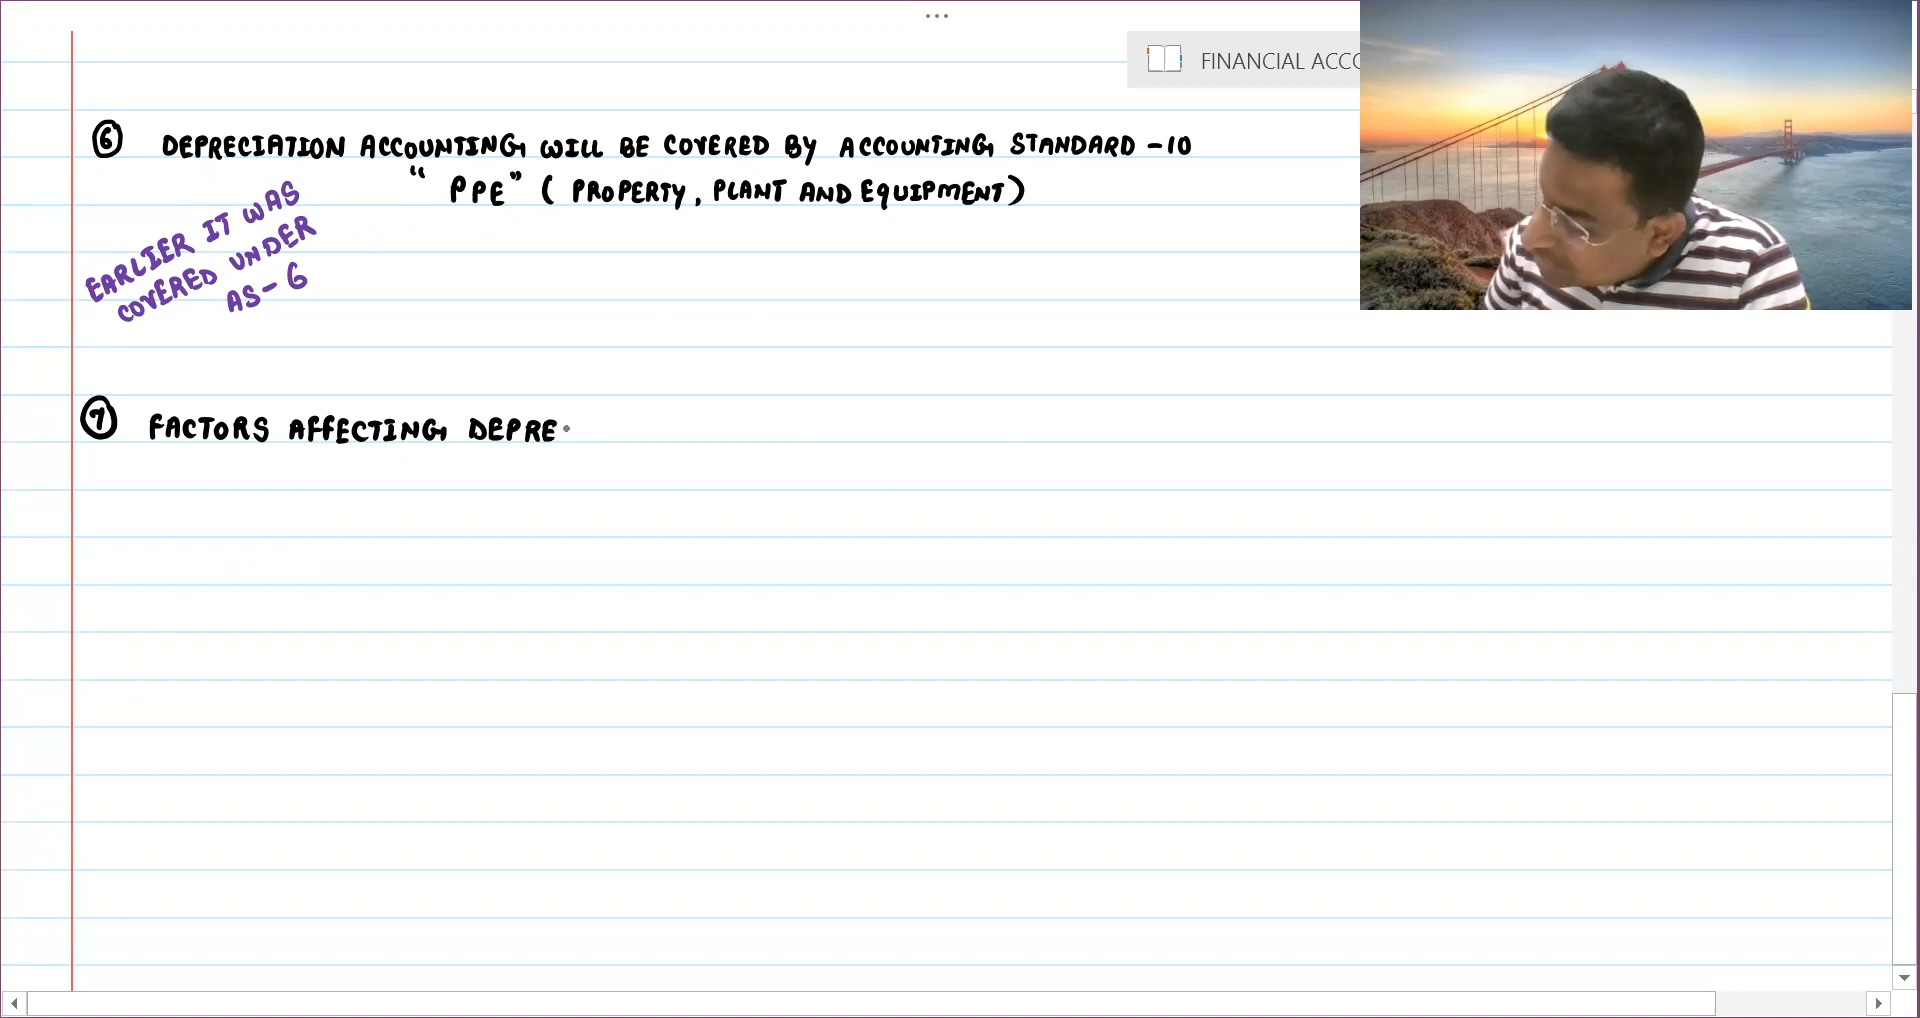 FINANCIAL ACCO
6 DEPRECIATION ACCOUNTING WILL BE COVERED BY ACCOUNTING STANDARD -10
“ PPE” ( PROPERTY, PLANT AND EQUIPMENT)
EARLIER IT WAS
COVERED UNDER
AS- 6
7 FACTORS AFFECTING DEPRE